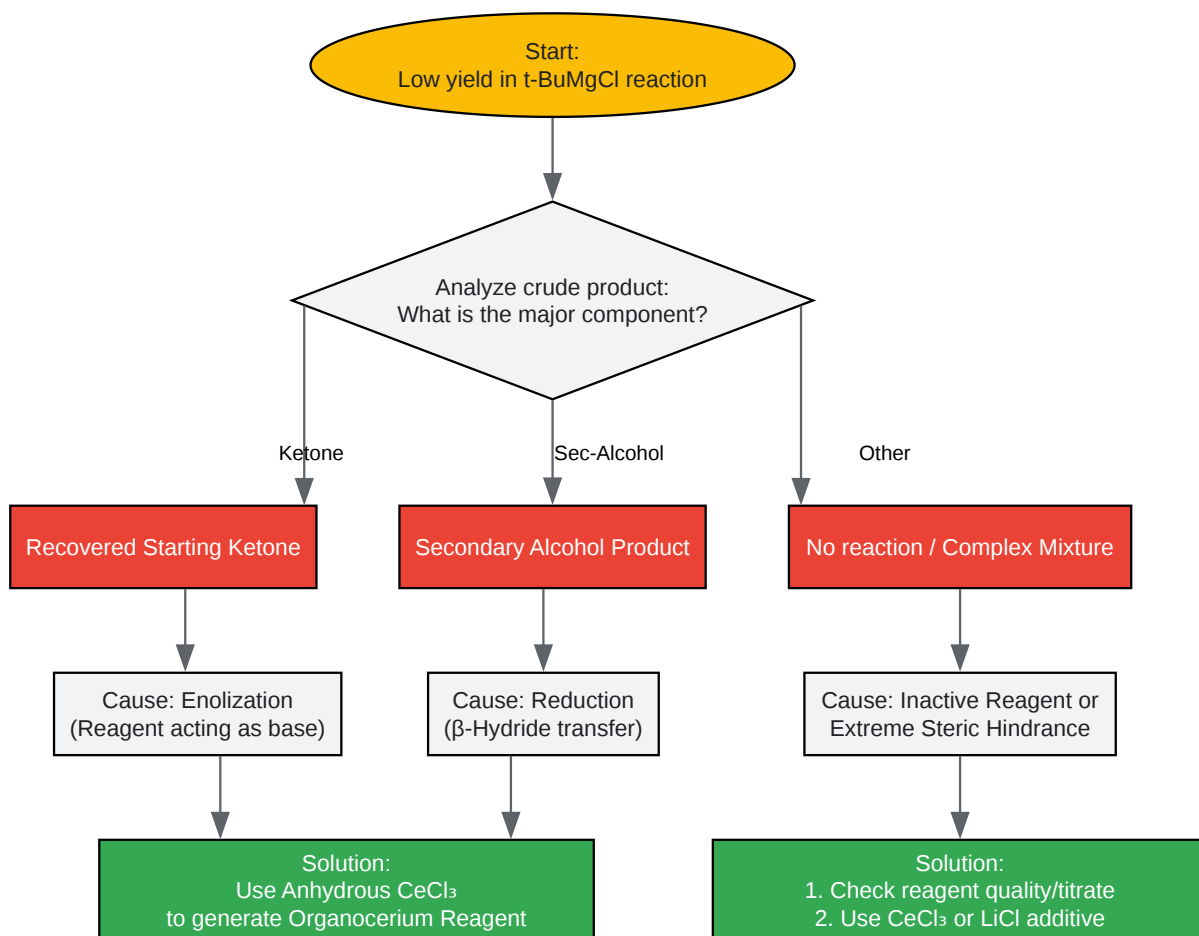 Start:
Low yield in t-BuMgCl reaction
Analyze crude product:
What is the major component?
Ketone
Sec-Alcohol
Other
Recovered Starting Ketone
Secondary Alcohol Product
No reaction / Complex Mixture
Cause: Enolization
(Reagent acting as base)
Cause: Reduction
(β-Hydride transfer)
Cause: Inactive Reagent or
Extreme Steric Hindrance
Solution:
Use Anhydrous CeCl₃
to generate Organocerium Reagent
Solution:
1. Check reagent quality/titrate
2. Use CeCl₃ or LiCl additive